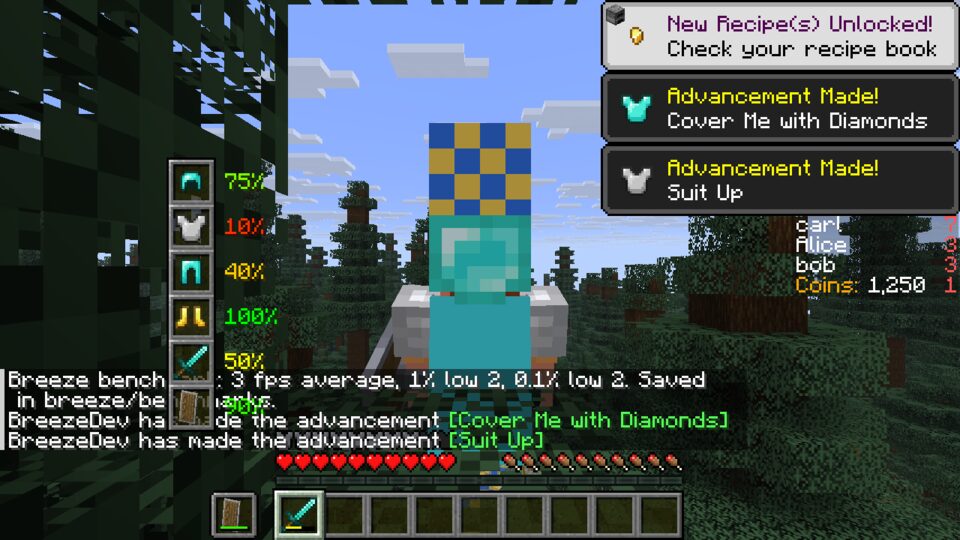 New Recipe(s) Unlocked!
Check your recipe book
Advancement Made!
Cover Me with Diamonds
Advancement Made!
Suit Up
75%
10%
40%
100%
50%
90%
carl 7
Alice 3
bob 3
Coins: 1,250 1
Breeze bench : 3 fps average, 1% low 2, 0.1% low 2. Saved
in breeze/be
BreezeDev ha de the advancement [Cover Me with Diamonds]
BreezeDev has made the advancement [Suit Up]